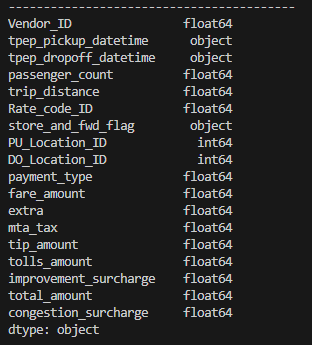 ----------------------------------------
Vendor_ID                float64
tpep_pickup_datetime      object
tpep_dropoff_datetime     object
passenger_count          float64
trip_distance            float64
Rate_code_ID             float64
store_and_fwd_flag        object
PU_Location_ID             int64
DO_Location_ID             int64
payment_type             float64
fare_amount              float64
extra                    float64
mta_tax                  float64
tip_amount               float64
tolls_amount             float64
improvement_surcharge    float64
total_amount             float64
congestion_surcharge     float64
dtype: object